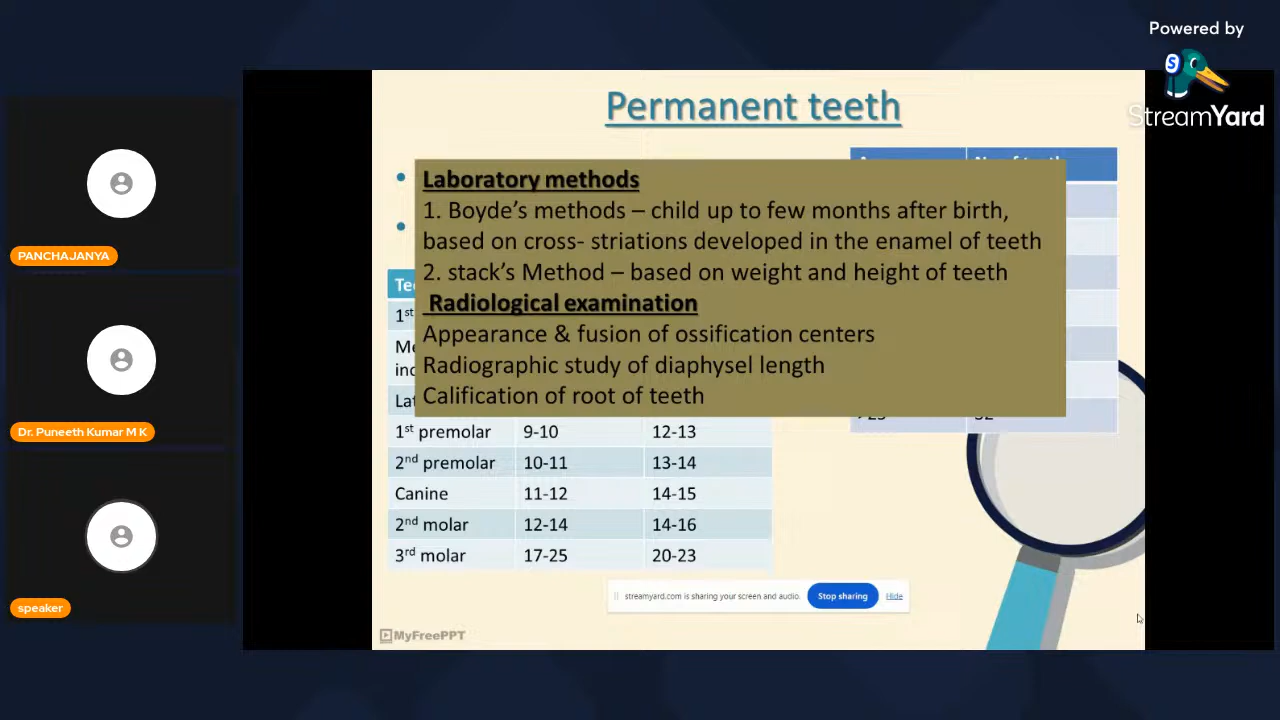 Powered by
StreamYard
PANCHAJANYA
Dr. Puneeth Kumar M K
speaker
Permanent teeth
Laboratory methods
1. Boyde’s methods – child up to few months after birth,
based on cross- striations developed in the enamel of teeth
2. stack’s Method – based on weight and height of teeth
Radiological examination
Appearance & fusion of ossification centers
Radiographic study of diaphysel length
Calification of root of teeth
1st
1st premolar 9-10 12-13
2nd premolar 10-11 13-14
Canine 11-12 14-15
2nd molar 12-14 14-16
3rd molar 17-25 20-23
streamyard.com is sharing your screen and audio. Stop sharing Hide
MyFreePPT